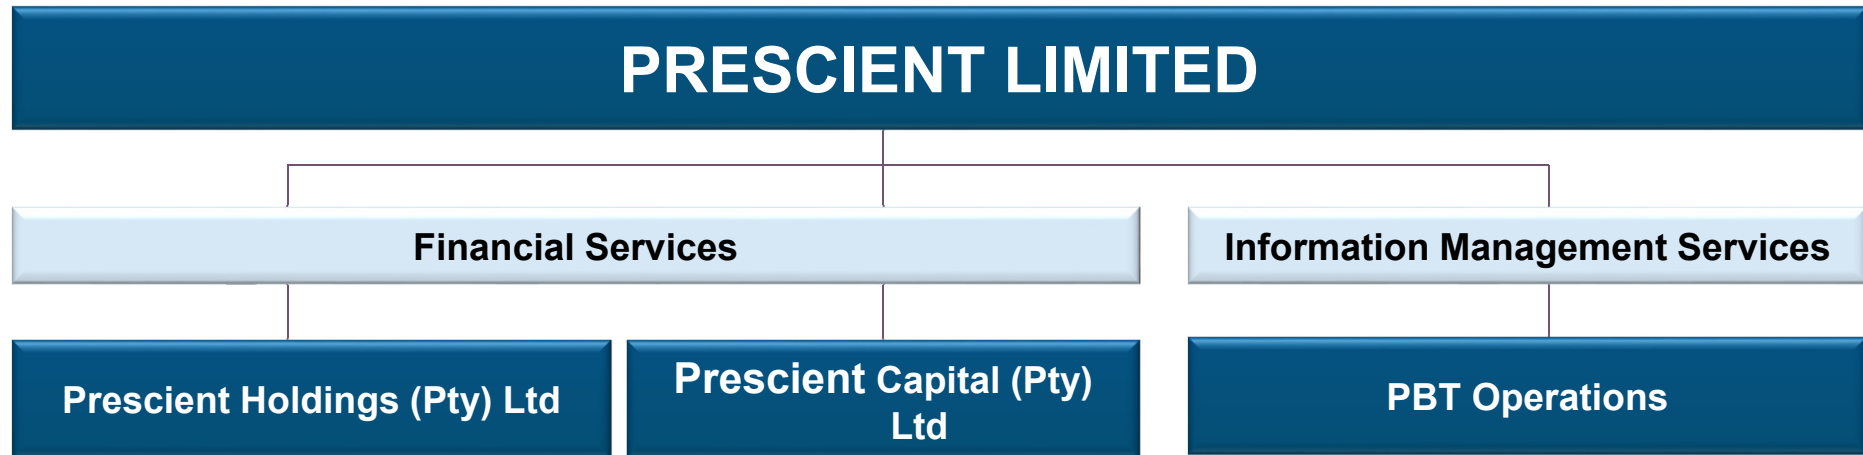 PRESCIENT LIMITED
Financial Services
Information Management Services
Prescient Holdings (Pty) Ltd
Prescient Capital (Pty)
Ltd
PBT Operations